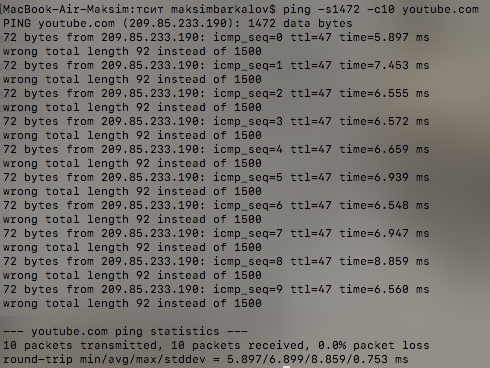 MacBook-Air-Maksim:тсит maksimbarkalov$ ping -s1472 -c10 youtube.com
PING youtube.com (209.85.233.190): 1472 data bytes
72 bytes from 209.85.233.190: icmp_seq=0 ttl=47 time=5.897 ms
wrong total length 92 instead of 1500
72 bytes from 209.85.233.190: icmp_seq=1 ttl=47 time=7.453 ms
wrong total length 92 instead of 1500
72 bytes from 209.85.233.190: icmp_seq=2 ttl=47 time=6.555 ms
wrong total length 92 instead of 1500
72 bytes from 209.85.233.190: icmp_seq=3 ttl=47 time=6.572 ms
wrong total length 92 instead of 1500
72 bytes from 209.85.233.190: icmp_seq=4 ttl=47 time=6.659 ms
wrong total length 92 instead of 1500
72 bytes from 209.85.233.190: icmp_seq=5 ttl=47 time=6.939 ms
wrong total length 92 instead of 1500
72 bytes from 209.85.233.190: icmp_seq=6 ttl=47 time=6.548 ms
wrong total length 92 instead of 1500
72 bytes from 209.85.233.190: icmp_seq=7 ttl=47 time=6.947 ms
wrong total length 92 instead of 1500
72 bytes from 209.85.233.190: icmp_seq=8 ttl=47 time=8.859 ms
wrong total length 92 instead of 1500
72 bytes from 209.85.233.190: icmp_seq=9 ttl=47 time=6.560 ms
wrong total length 92 instead of 1500
--- youtube.com ping statistics ---
10 packets transmitted, 10 packets received, 0.0% packet loss
round-trip min/avg/max/stddev = 5.897/6.899/8.859/0.753 ms